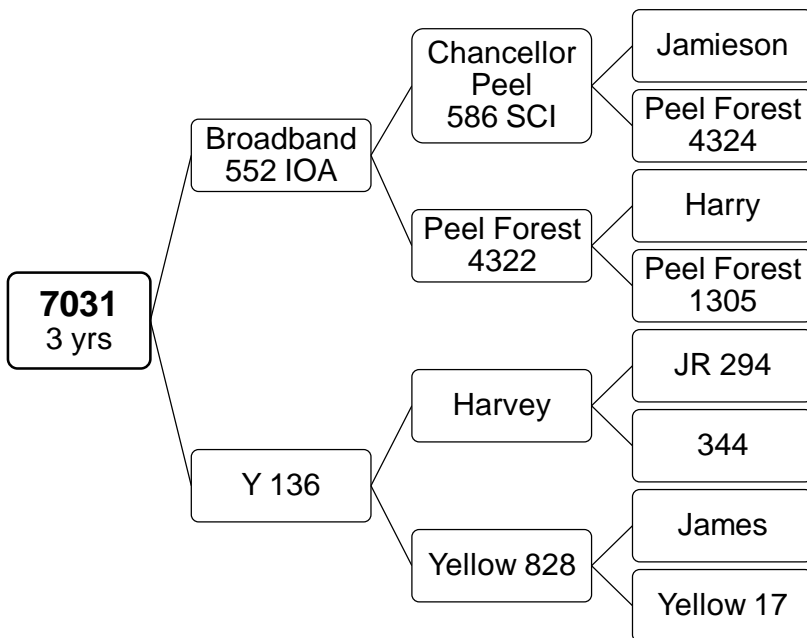 7031
3 yrs
Broadband
552 IOA
Y 136
Chancellor
Peel
586 SCI
Peel Forest
4322
Harvey
Yellow 828
Jamieson
Peel Forest
4324
Harry
Peel Forest
1305
JR 294
344
James
Yellow 17